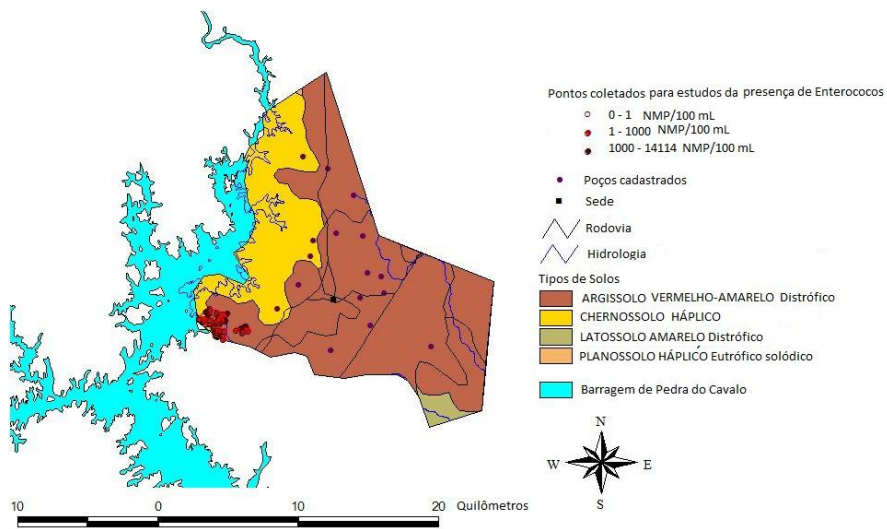 Pontos coletados para estudos da presença de Enterococos
0 - 1 NMP/100 mL
1 - 1000 NMP/100 mL
1000 - 14114 NMP/100 mL
Poços cadastrados
Sede
Rodovia
Hidrologia
Tipos de Solos
ARGISSOLO VERMELHO-AMARELO Distrófico
CHERNOSSOLO HÁPLICO
LATOSSOLO AMARELO Distrófico
PLANOSSOLO HÁPLICO Eutrófico solódico
Barragem de Pedra do Cavalo
N
W E
S
10 0 10 20 Quilômetros